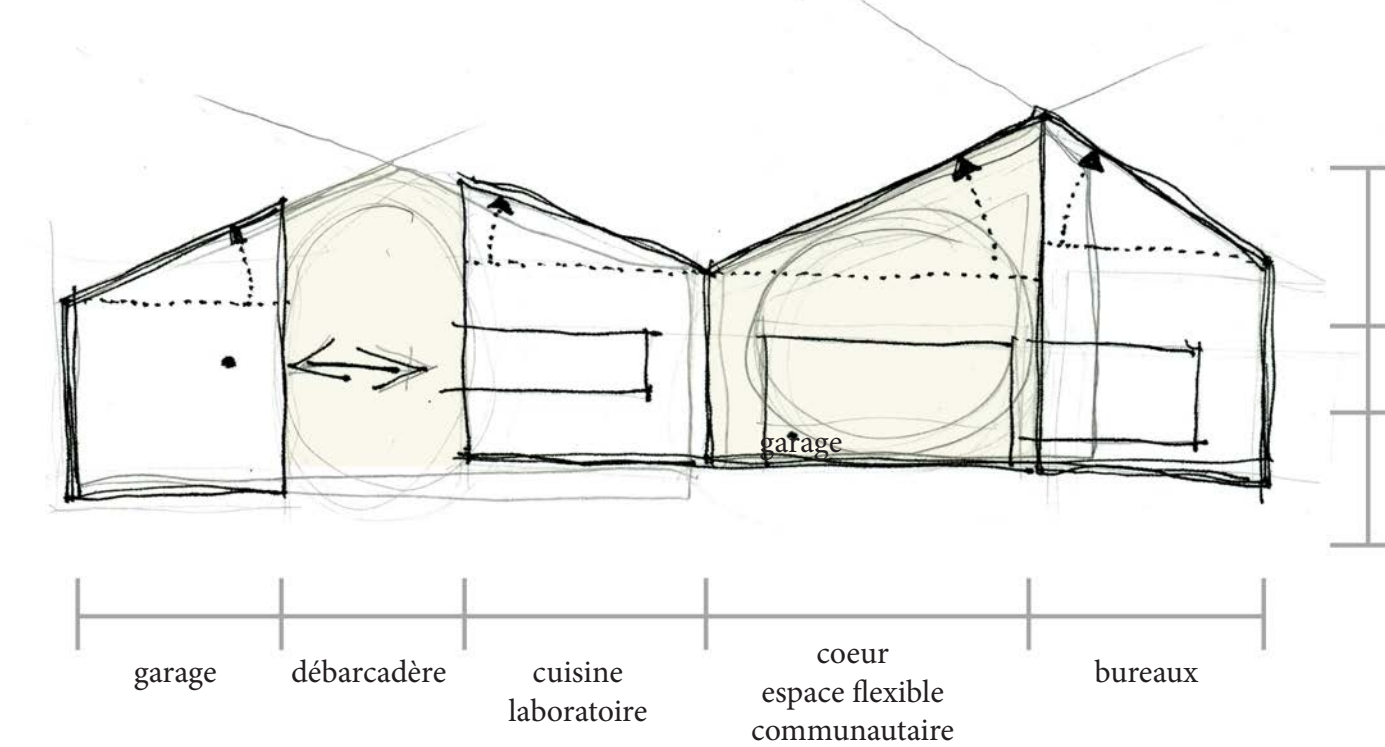 garage
garage
débarcadère
cuisine
laboratoire
coeur
espace flexible
communautaire
bureaux